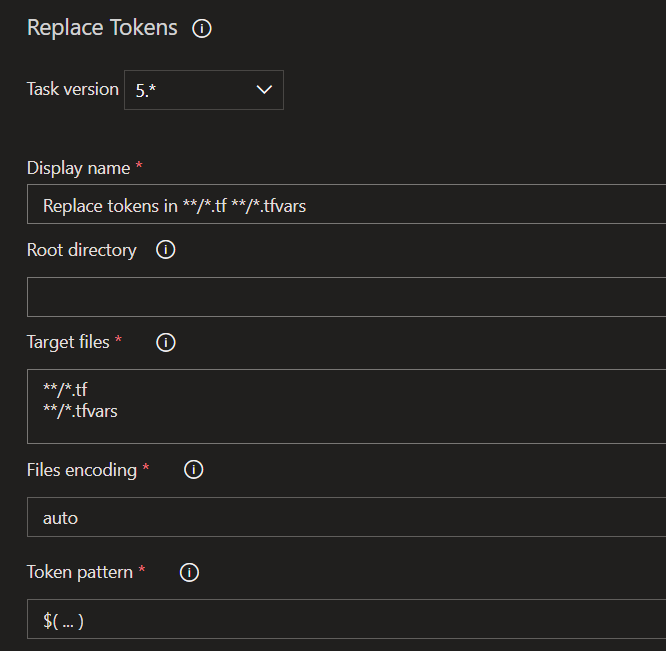 Replace Tokens
Task version 5.*
Display name *
Replace tokens in **/*.tf **/*.tfvars
Root directory
Target files *
**/*.tf
**/*.tfvars
Files encoding *
auto
Token pattern *
$( ... )